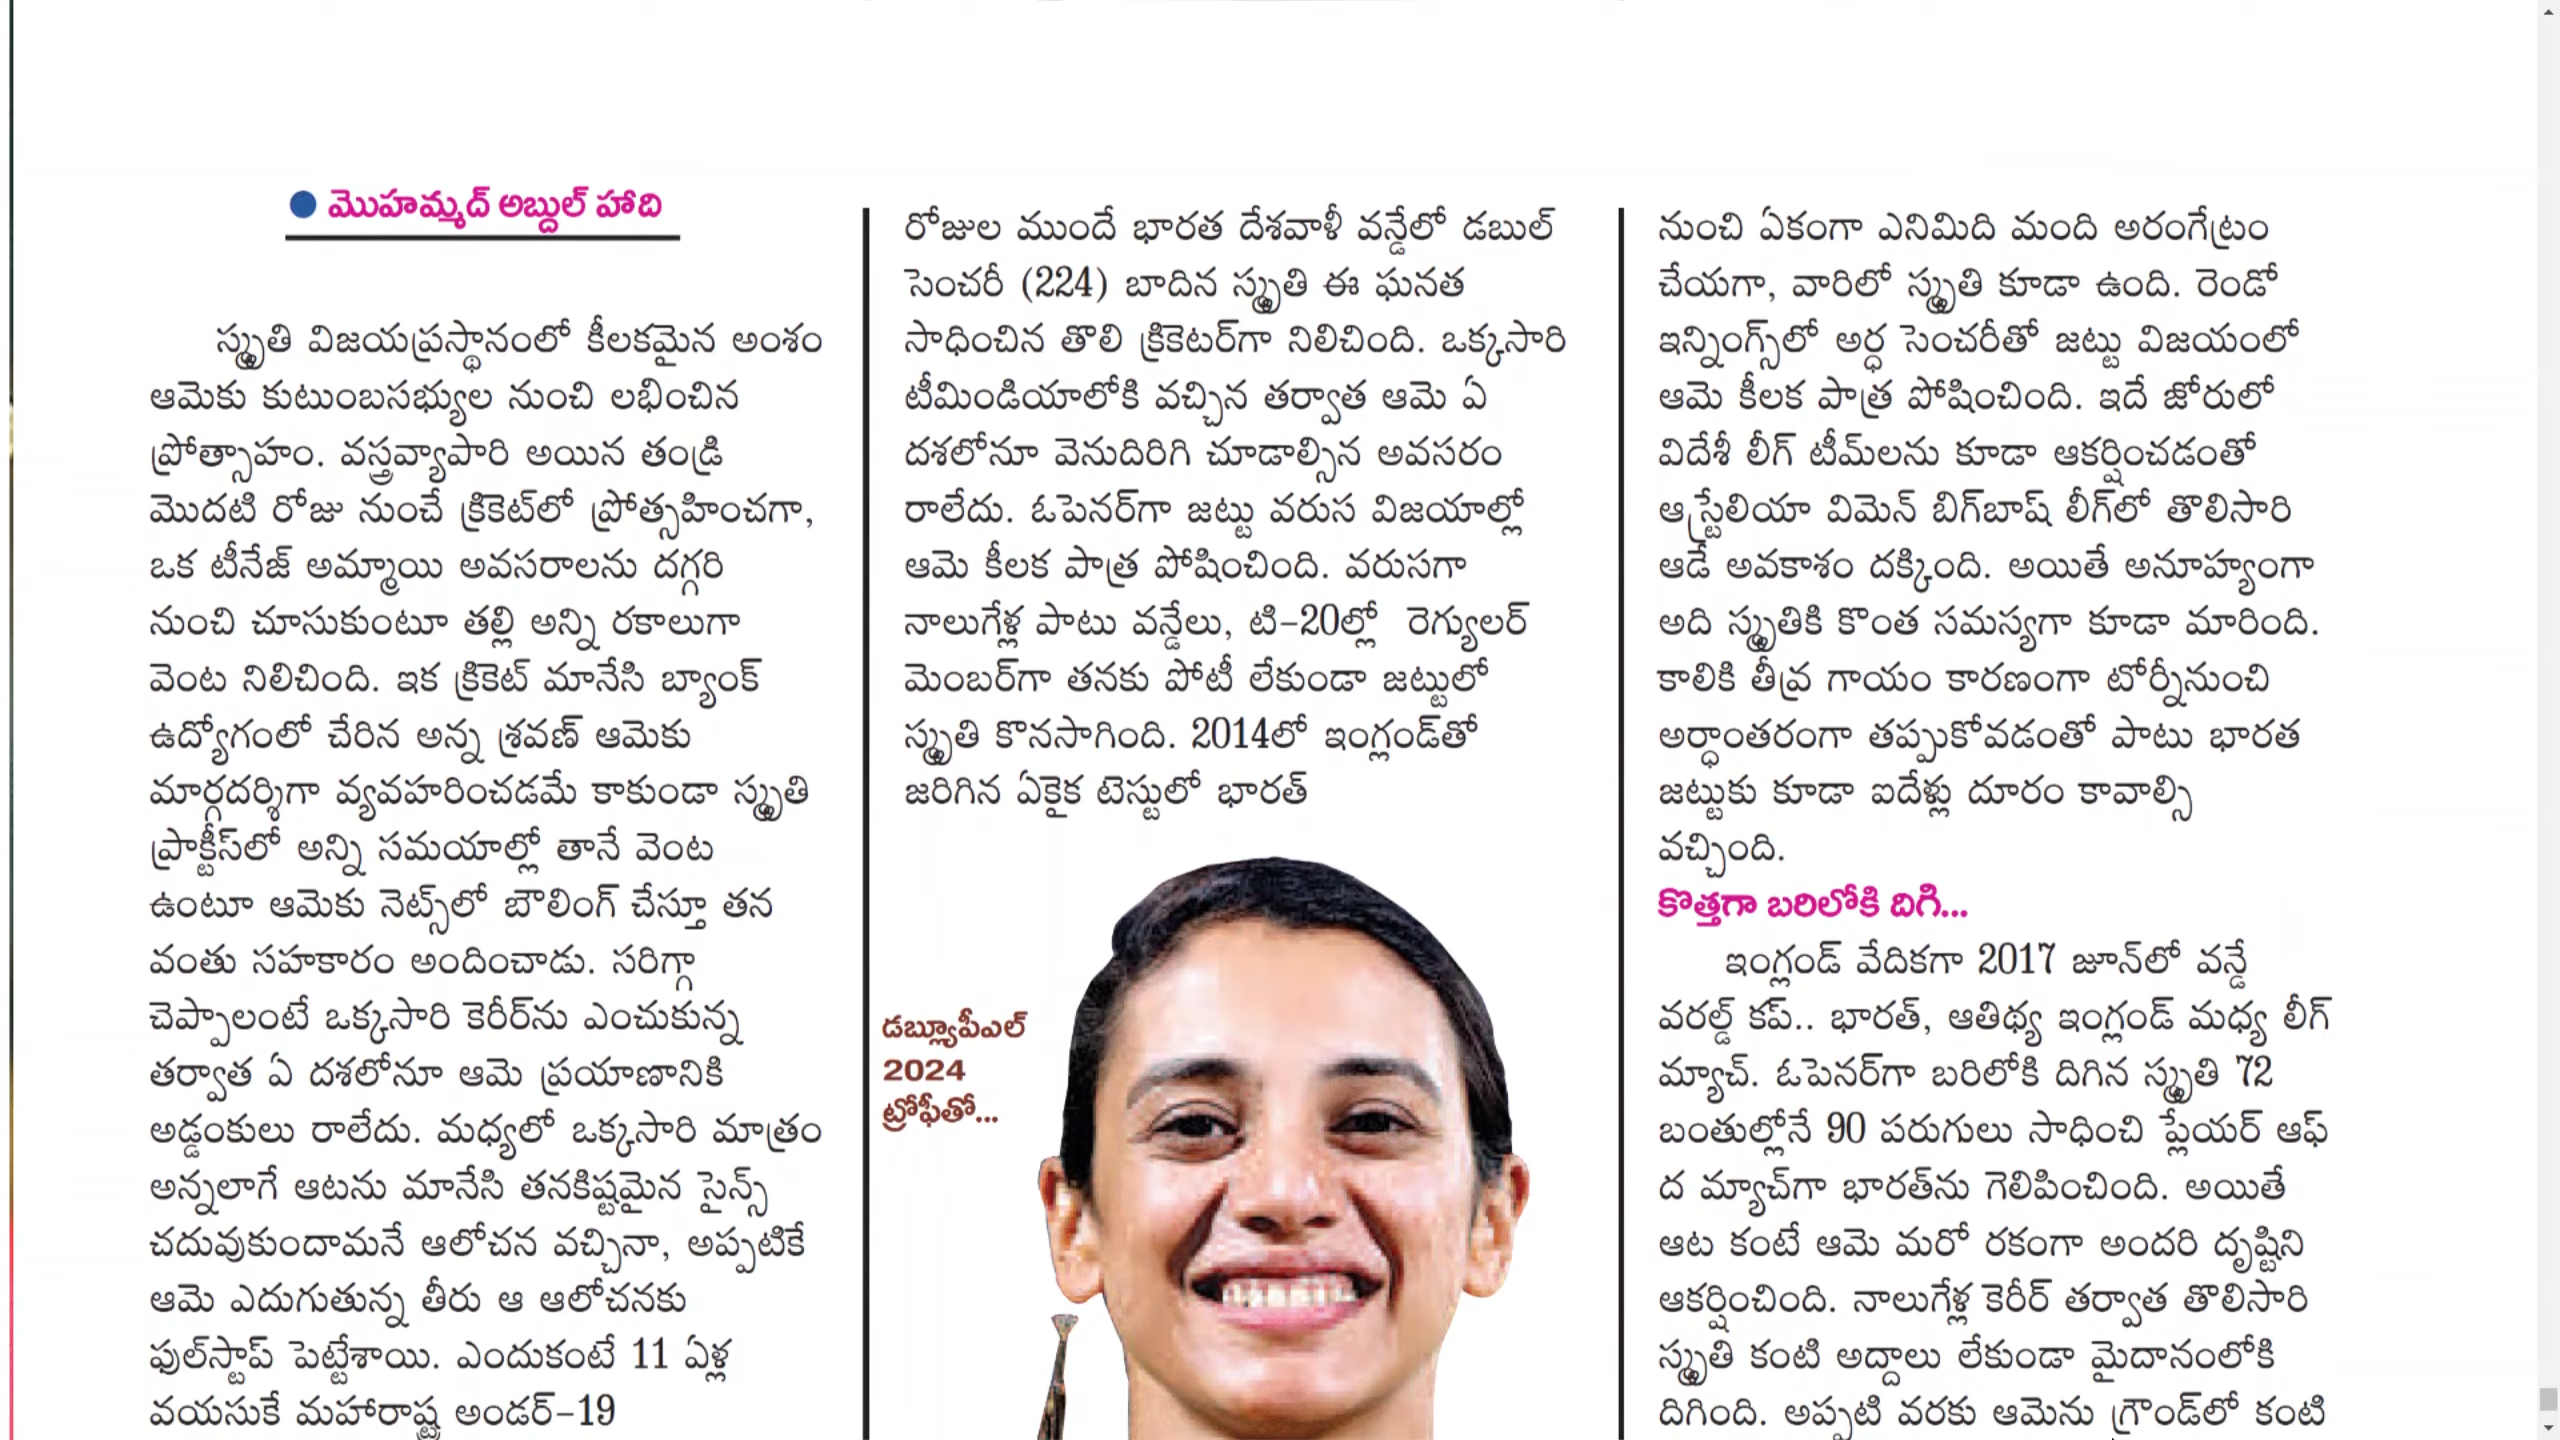 ● మొహమ్మద్ అబ్దుల్ హాది
స్మృతి విజయప్రస్థానంలో కీలకమైన అంశం
ఆమెకు కుటుంబసభ్యుల నుంచి లభించిన
ప్రోత్సాహం. వస్త్రవ్యాపారి అయిన తండ్రి
మొదటి రోజు నుంచే క్రికెట్‌లో ప్రోత్సహించగా,
ఒక టీనేజ్ అమ్మాయి అవసరాలను దగ్గరి
నుంచి చూసుకుంటూ తల్లి అన్ని రకాలుగా
వెంట నిలిచింది. ఇక క్రికెట్ మానేసి బ్యాంక్
ఉద్యోగంలో చేరిన అన్న శ్రవణ్ ఆమెకు
మార్గదర్శిగా వ్యవహరించడమే కాకుండా స్మృతి
ప్రాక్టీస్‌లో అన్ని సమయాల్లో తానే వెంట
ఉంటూ ఆమెకు నెట్స్‌లో బౌలింగ్ చేస్తూ తన
వంతు సహకారం అందించాడు. సరిగ్గా
చెప్పాలంటే ఒక్కసారి కెరీర్‌ను ఎంచుకున్న
తర్వాత ఏ దశలోనూ ఆమె ప్రయాణానికి
అడ్డంకులు రాలేదు. మధ్యలో ఒక్కసారి మాత్రం
అన్నలాగే ఆటను మానేసి తనకిష్టమైన సైన్స్
చదువుకుందామనే ఆలోచన వచ్చినా, అప్పటికే
ఆమె ఎదుగుతున్న తీరు ఆ ఆలోచనకు
ఫుల్‌స్టాప్ పెట్టేశాయి. ఎందుకంటే 11 ఏళ్ల
వయసుకే మహారాష్ట్ర అండర్–19
రోజుల ముందే భారత దేశవాళీ వన్డేలో డబుల్
సెంచరీ (224) బాదిన స్మృతి ఈ ఘనత
సాధించిన తొలి క్రికెటర్‌గా నిలిచింది. ఒక్కసారి
టీమిండియాలోకి వచ్చిన తర్వాత ఆమె ఏ
దశలోనూ వెనుదిరిగి చూడాల్సిన అవసరం
రాలేదు. ఓపెనర్‌గా జట్టు వరుస విజయాల్లో
ఆమె కీలక పాత్ర పోషించింది. వరుసగా
నాలుగేళ్ల పాటు వన్డేలు, టి–20ల్లో రెగ్యులర్
మెంబర్‌గా తనకు పోటీ లేకుండా జట్టులో
స్మృతి కొనసాగింది. 2014లో ఇంగ్లండ్‌తో
జరిగిన ఏకైక టెస్టులో భారత్
డబ్ల్యూపీఎల్
2024
ట్రోఫీతో...
నుంచి ఏకంగా ఎనిమిది మంది అరంగేట్రం
చేయగా, వారిలో స్మృతి కూడా ఉంది. రెండో
ఇన్నింగ్స్‌లో అర్ధ సెంచరీతో జట్టు విజయంలో
ఆమె కీలక పాత్ర పోషించింది. ఇదే జోరులో
విదేశీ లీగ్ టీమ్‌లను కూడా ఆకర్షించడంతో
ఆస్ట్రేలియా విమెన్ బిగ్‌బాష్ లీగ్‌లో తొలిసారి
ఆడే అవకాశం దక్కింది. అయితే అనూహ్యంగా
అది స్మృతికి కొంత సమస్యగా కూడా మారింది.
కాలికి తీవ్ర గాయం కారణంగా టోర్నీనుంచి
అర్ధాంతరంగా తప్పుకోవడంతో పాటు భారత
జట్టుకు కూడా ఐదేళ్లు దూరం కావాల్సి
వచ్చింది.
కొత్తగా బరిలోకి దిగి...
ఇంగ్లండ్ వేదికగా 2017 జూన్‌లో వన్డే
వరల్డ్ కప్.. భారత్, ఆతిథ్య ఇంగ్లండ్ మధ్య లీగ్
మ్యాచ్. ఓపెనర్‌గా బరిలోకి దిగిన స్మృతి 72
బంతుల్లోనే 90 పరుగులు సాధించి ప్లేయర్ ఆఫ్
ద మ్యాచ్‌గా భారత్‌ను గెలిపించింది. అయితే
ఆట కంటే ఆమె మరో రకంగా అందరి దృష్టిని
ఆకర్షించింది. నాలుగేళ్ల కెరీర్ తర్వాత తొలిసారి
స్మృతి కంటి అద్దాలు లేకుండా మైదానంలోకి
దిగింది. అప్పటి వరకు ఆమెను గ్రౌండ్‌లో కంటి